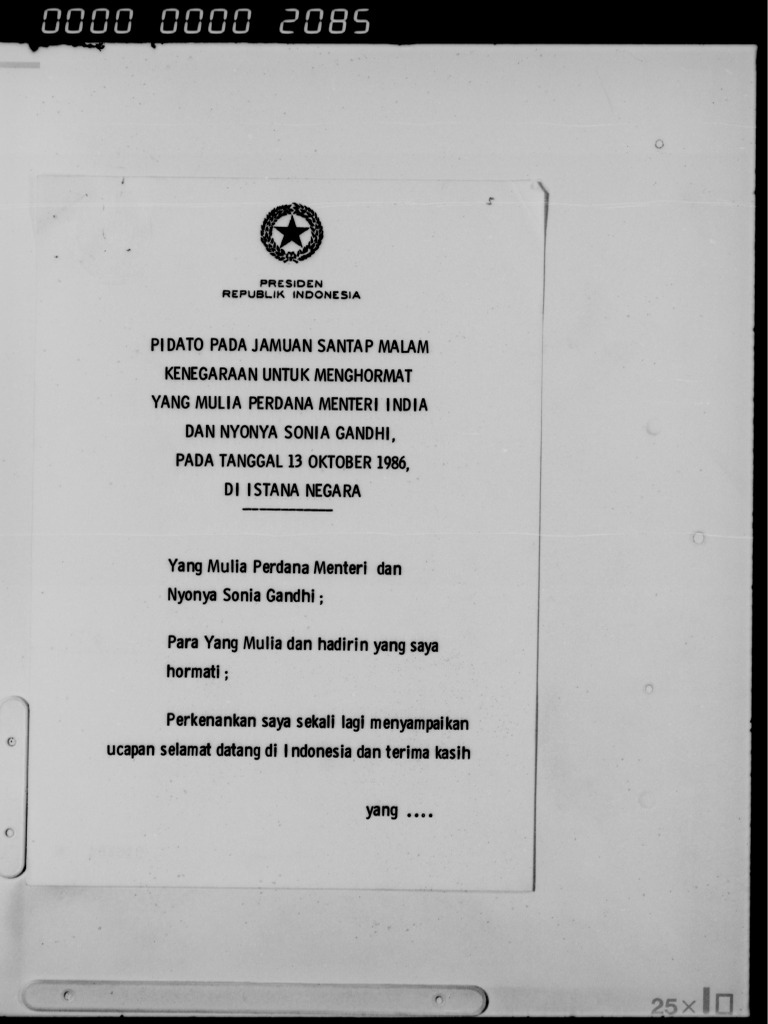 0000 0000 2085
PRESIDEN
REPUBLIK INDONESIA
PIDATO PADA JAMUAN SANTAP MALAM
KENEGARAAN UNTUK MENGHORMAT
YANG MULIA PERDANA MENTERI INDIA
DAN NYONYA SONIA GANDHI,
PADA TANGGAL 13 OKTOBER 1986,
DI ISTANA NEGARA
Yang Mulia Perdana Menteri dan
Nyonya Sonia Gandhi ;
Para Yang Mulia dan hadirin yang saya
hormati ;
Perkenankan saya sekali lagi menyampaikan
ucapan selamat datang di Indonesia dan terima kasih
yang ....
25×